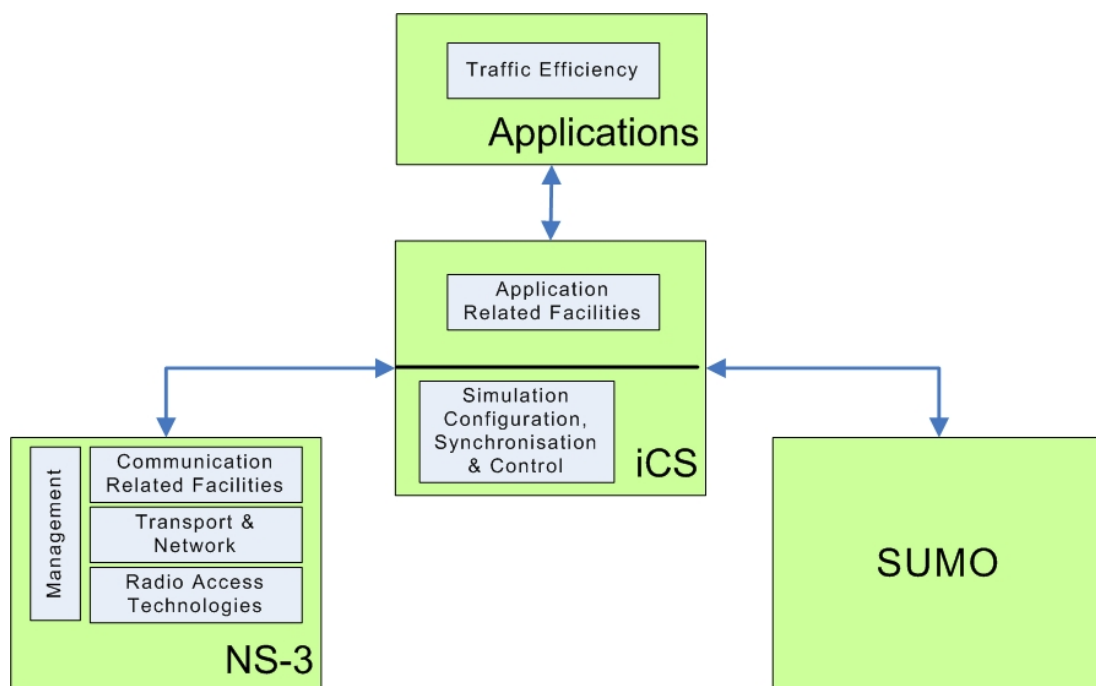 Traffic Efficiency
Applications
Application
Related Facilities
Simulation
Configuration,
Synchronisation
& Control
iCS
Management
Communication
Related Facilities
Transport &
Network
Radio Access
Technologies
NS-3
SUMO